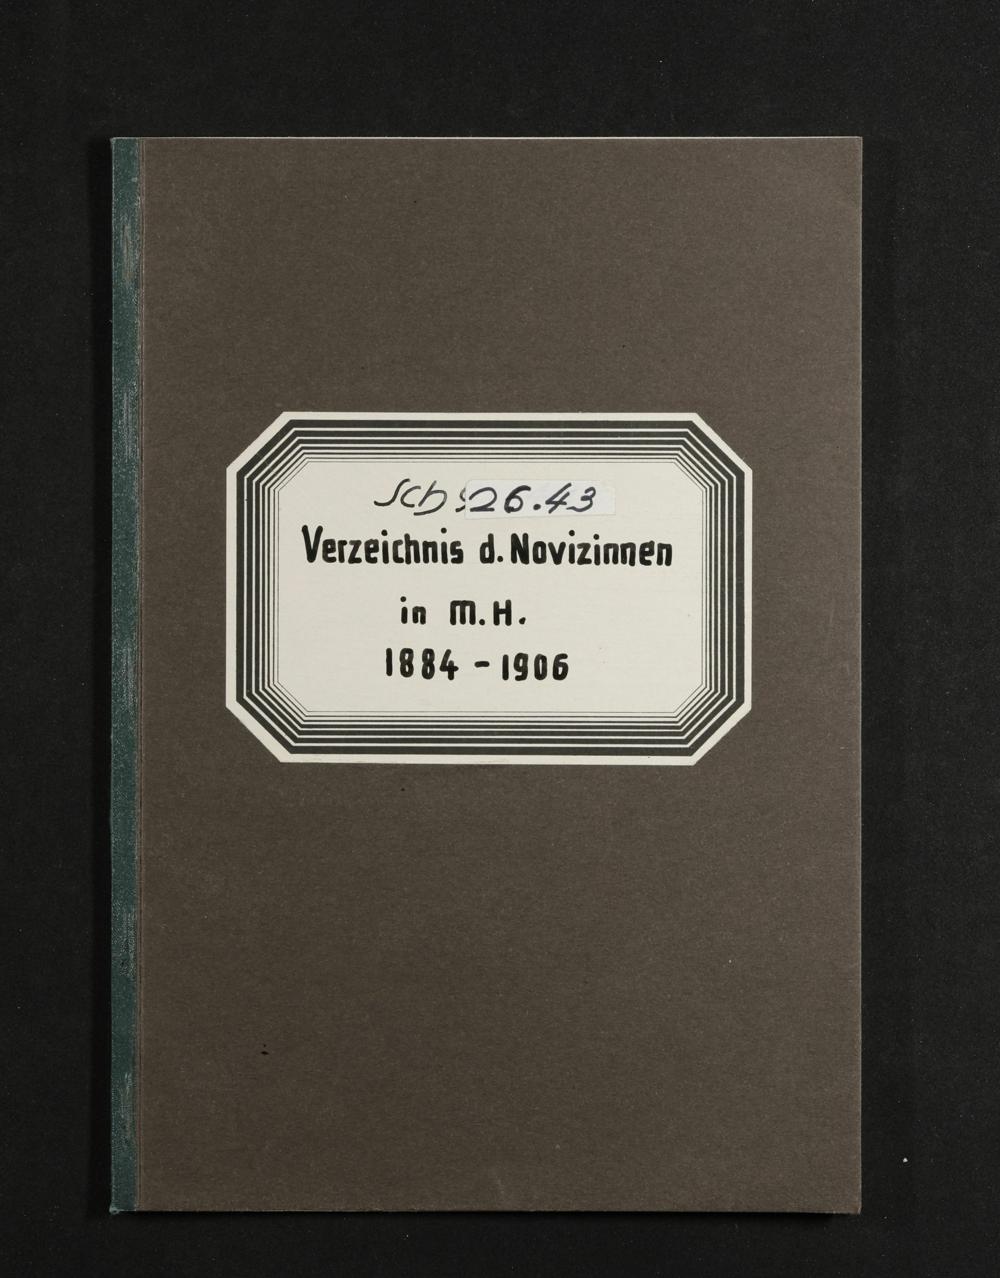 Sch 26.43
Verzeichnis d. Novizinnen
in M.H.
1884 - 1906